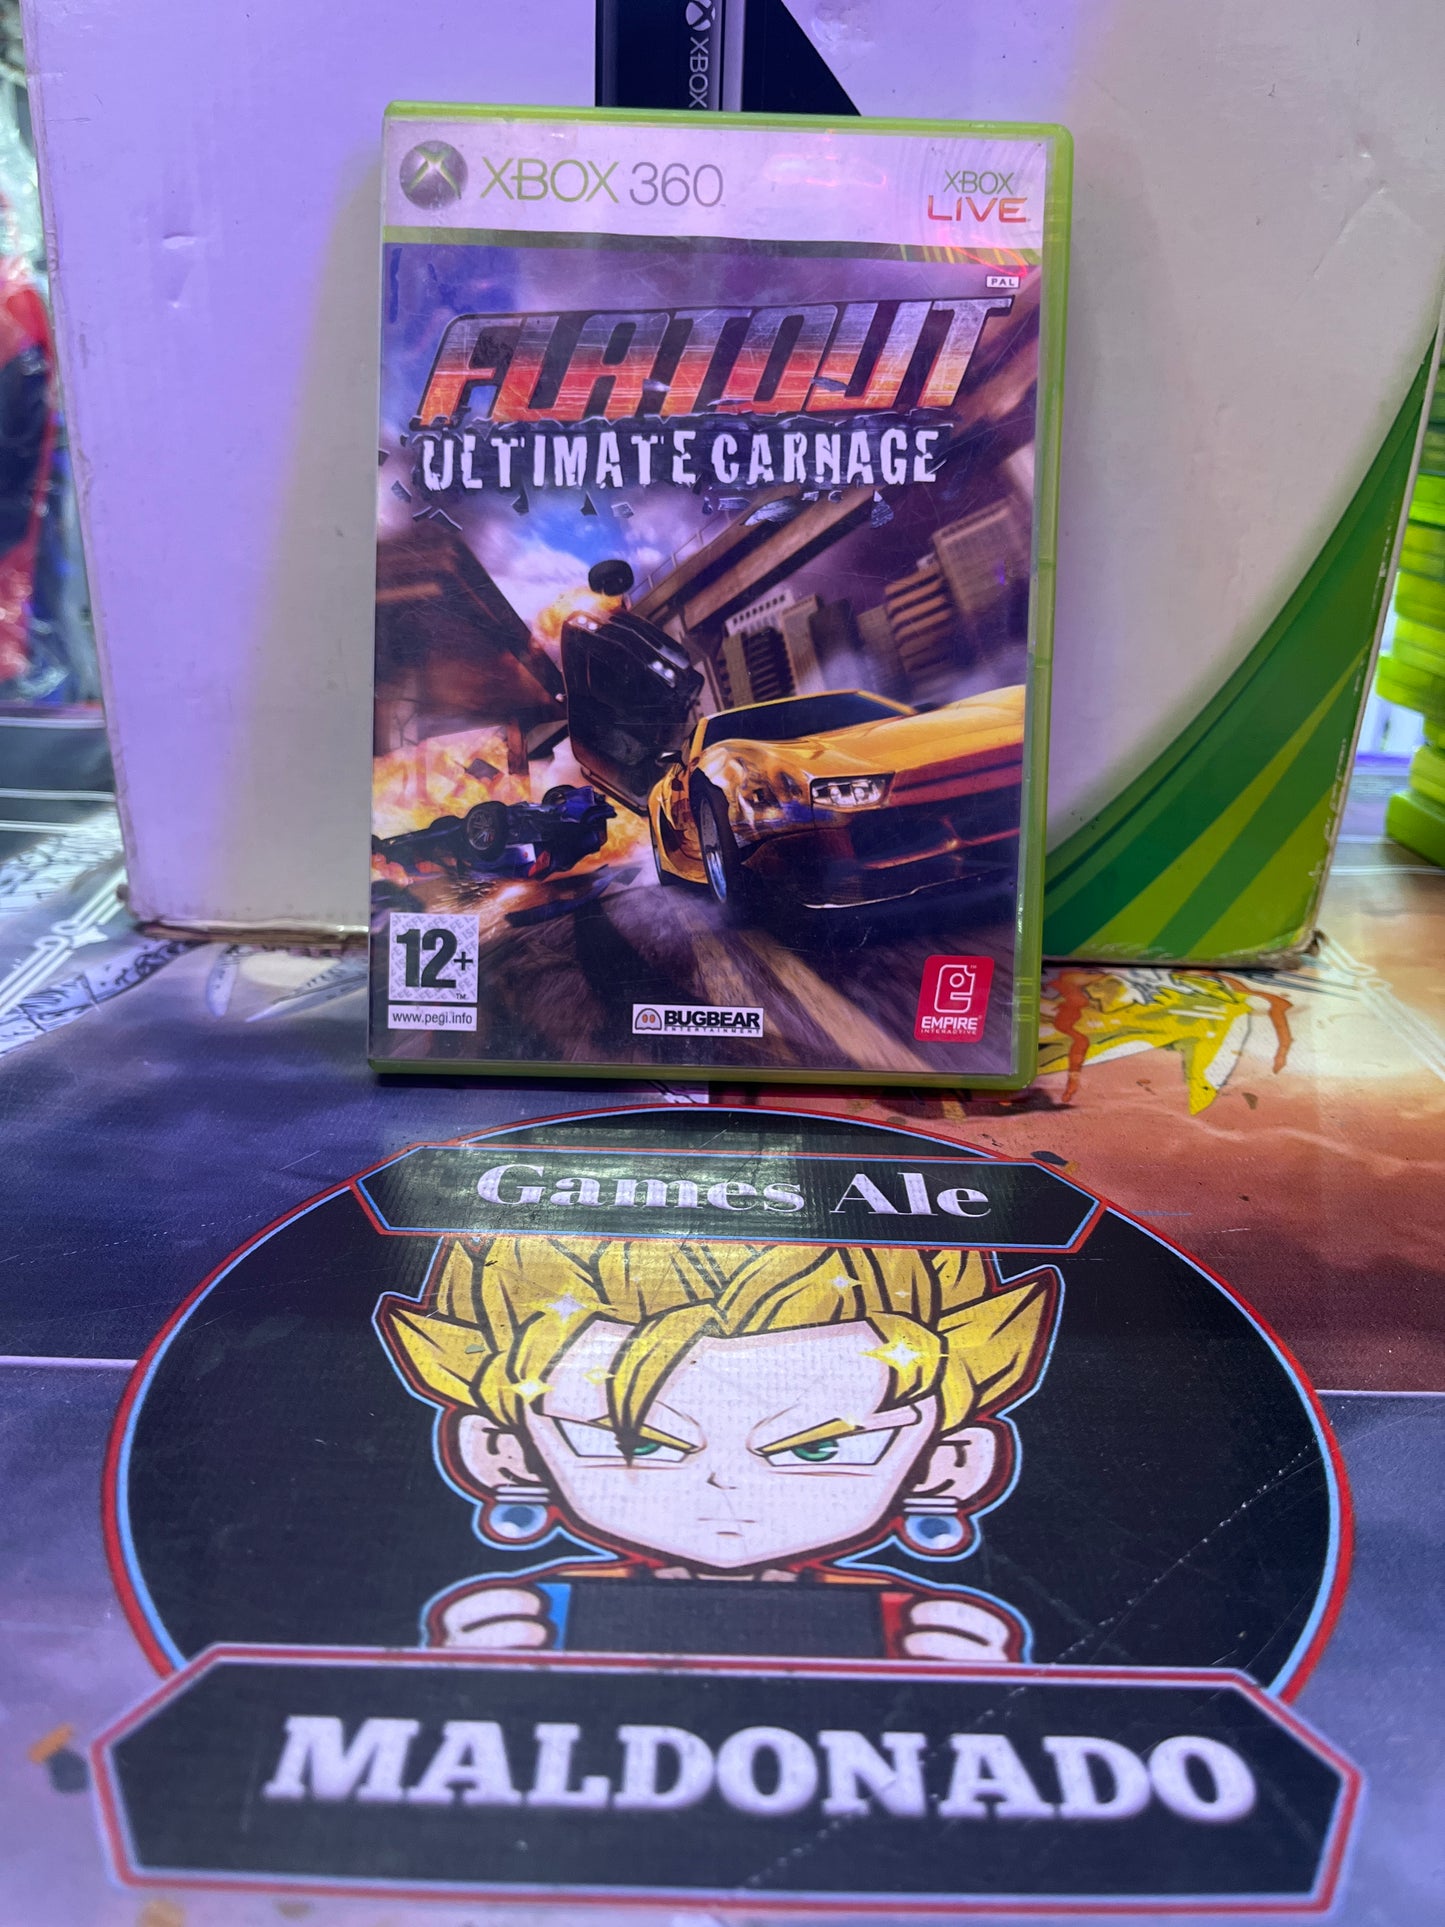 XBOX
XBOX 360
XBOX
LIVE
PAL
FLATOUT
ULTIMATE CARNAGE
12+
www.pegi.info
BUGBEAR
ENTERTAINMENT
EMPIRE
INTERACTIVE
Games Ale
MALDONADO